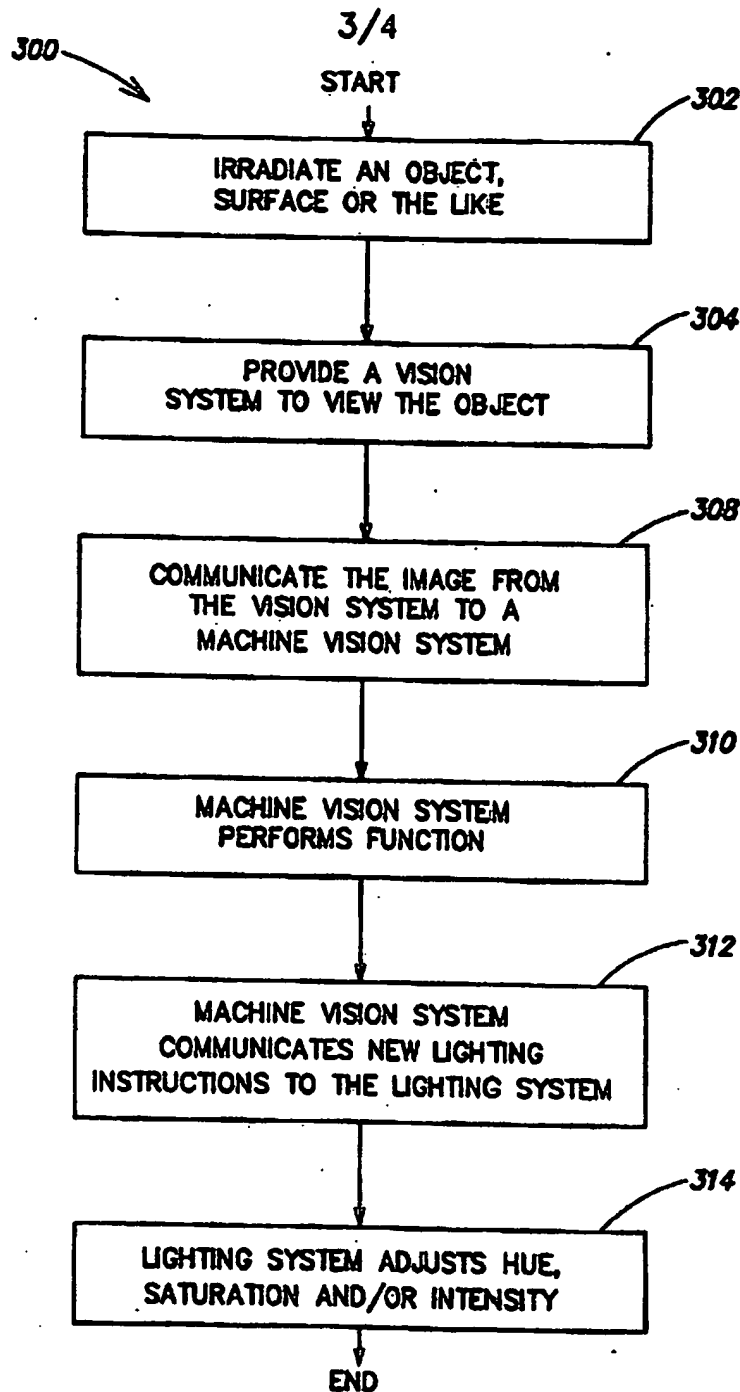 3/4
300
START
302
IRRADIATE AN OBJECT,
SURFACE OR THE LIKE
304
PROVIDE A VISION
SYSTEM TO VIEW THE OBJECT
308
COMMUNICATE THE IMAGE FROM
THE VISION SYSTEM TO A
MACHINE VISION SYSTEM
310
MACHINE VISION SYSTEM
PERFORMS FUNCTION
312
MACHINE VISION SYSTEM
COMMUNICATES NEW LIGHTING
INSTRUCTIONS TO THE LIGHTING SYSTEM
314
LIGHTING SYSTEM ADJUSTS HUE,
SATURATION AND/OR INTENSITY
END